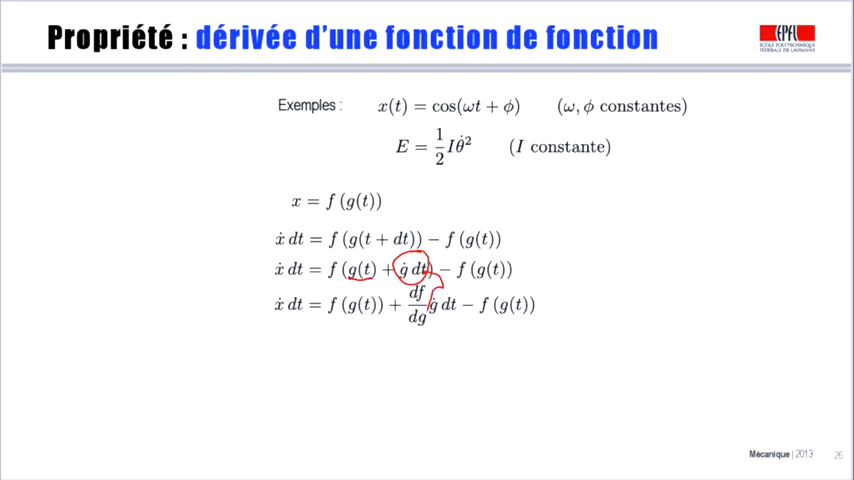 Propriété : dérivée d'une fonction de fonction
EPFL
ÉCOLE POLYTECHNIQUE
FÉDÉRALE DE LAUSANNE
Exemples : x(t) = cos(ωt + ϕ) (ω, ϕ constantes)
E = 1/2 Iθ̇² (I constante)
x = f (g(t))
ẋ dt = f (g(t + dt)) − f (g(t))
ẋ dt = f (g(t) + ġ dt) − f (g(t))
ẋ dt = f (g(t)) + df/dg ġ dt − f (g(t))
Mécanique | 2013 26